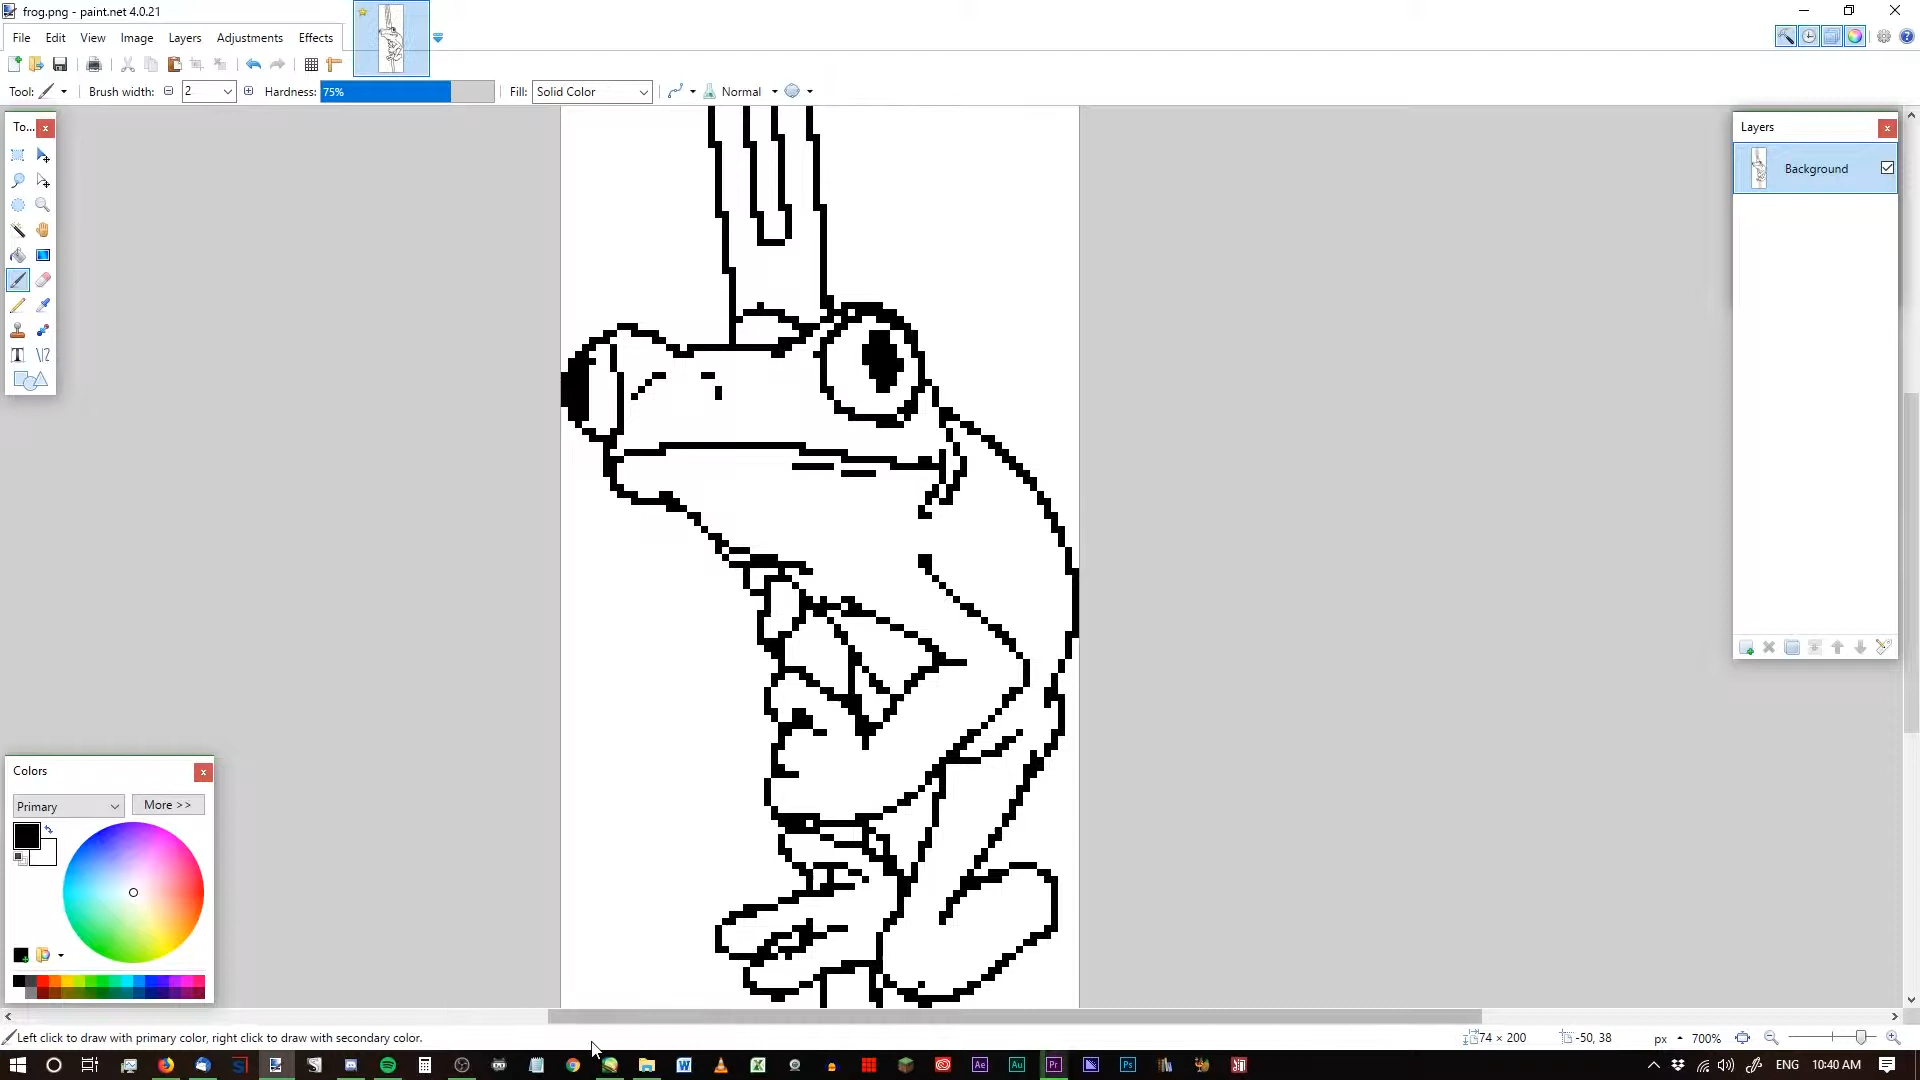 frog.png - paint.net 4.0.21
File Edit View Image Layers Adjustments Effects
Tool: Brush width: 2 Hardness: 75% Fill: Solid Color Normal
To...
Layers
Background
Colors
Primary More >>
Left click to draw with primary color, right click to draw with secondary color.
74 × 200 -50, 38 px 700%
ENG 10:40 AM